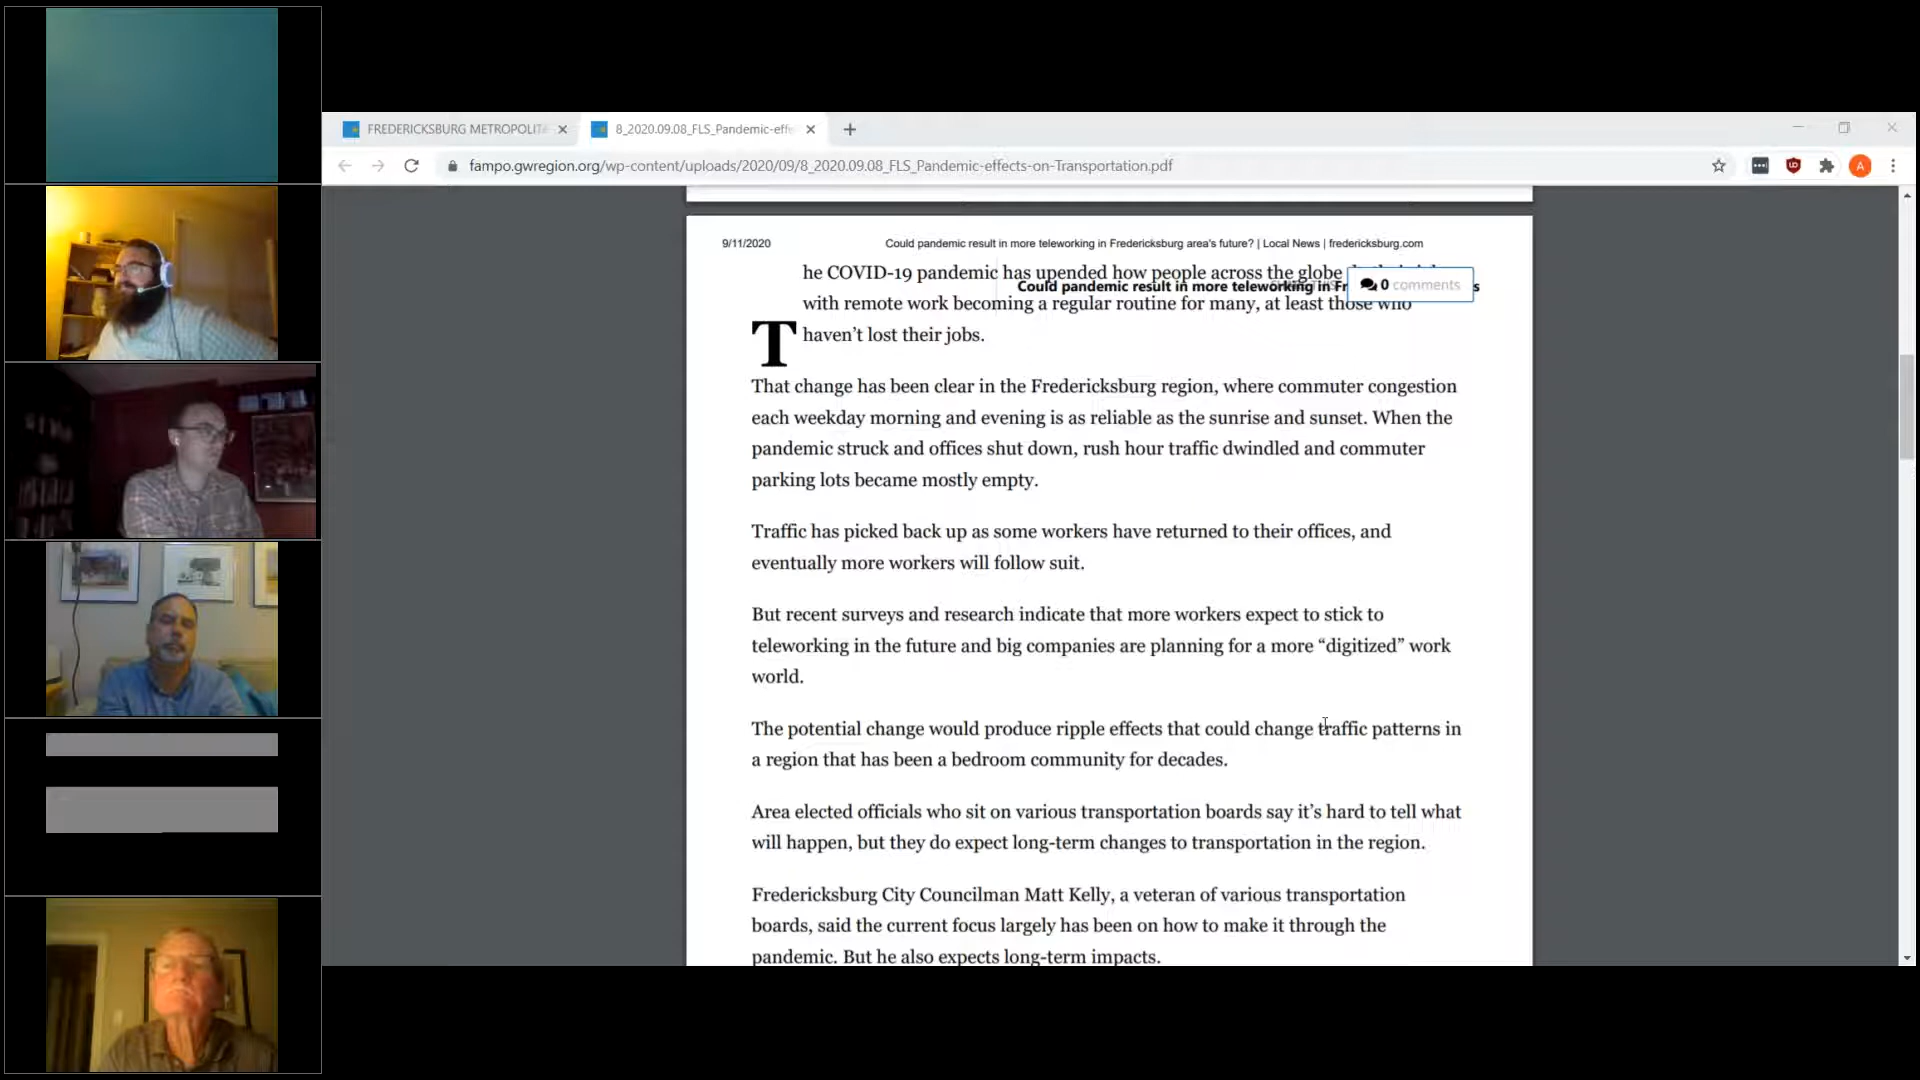 FREDERICKSBURG METROPOLIT
8_2020.09.08_FLS_Pandemic-effe
fampo.gwregion.org/wp-content/uploads/2020/09/8_2020.09.08_FLS_Pandemic-effects-on-Transportation.pdf
A
9/11/2020
Could pandemic result in more teleworking in Fredericksburg area's future? | Local News | fredericksburg.com
he COVID-19 pandemic has upended how people across the globe
Could pandemic result in more teleworking in Fr
0 comments
with remote work becoming a regular routine for many, at least those who
T
haven't lost their jobs.
That change has been clear in the Fredericksburg region, where commuter congestion
each weekday morning and evening is as reliable as the sunrise and sunset. When the
pandemic struck and offices shut down, rush hour traffic dwindled and commuter
parking lots became mostly empty.
Traffic has picked back up as some workers have returned to their offices, and
eventually more workers will follow suit.
But recent surveys and research indicate that more workers expect to stick to
teleworking in the future and big companies are planning for a more “digitized” work
world.
The potential change would produce ripple effects that could change traffic patterns in
a region that has been a bedroom community for decades.
Area elected officials who sit on various transportation boards say it's hard to tell what
will happen, but they do expect long-term changes to transportation in the region.
Fredericksburg City Councilman Matt Kelly, a veteran of various transportation
boards, said the current focus largely has been on how to make it through the
pandemic. But he also expects long-term impacts.